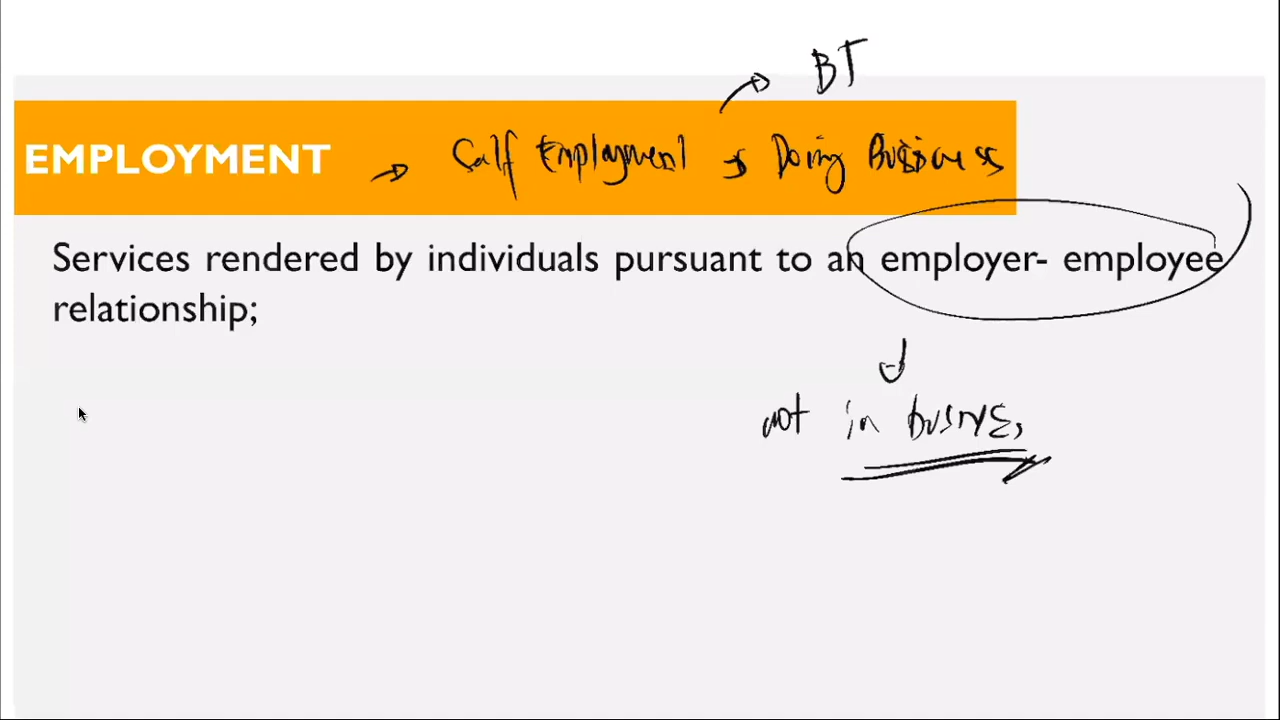 BT
EMPLOYMENT → Self Employment → Doing Business
Services rendered by individuals pursuant to an employer- employee
relationship;
not in business